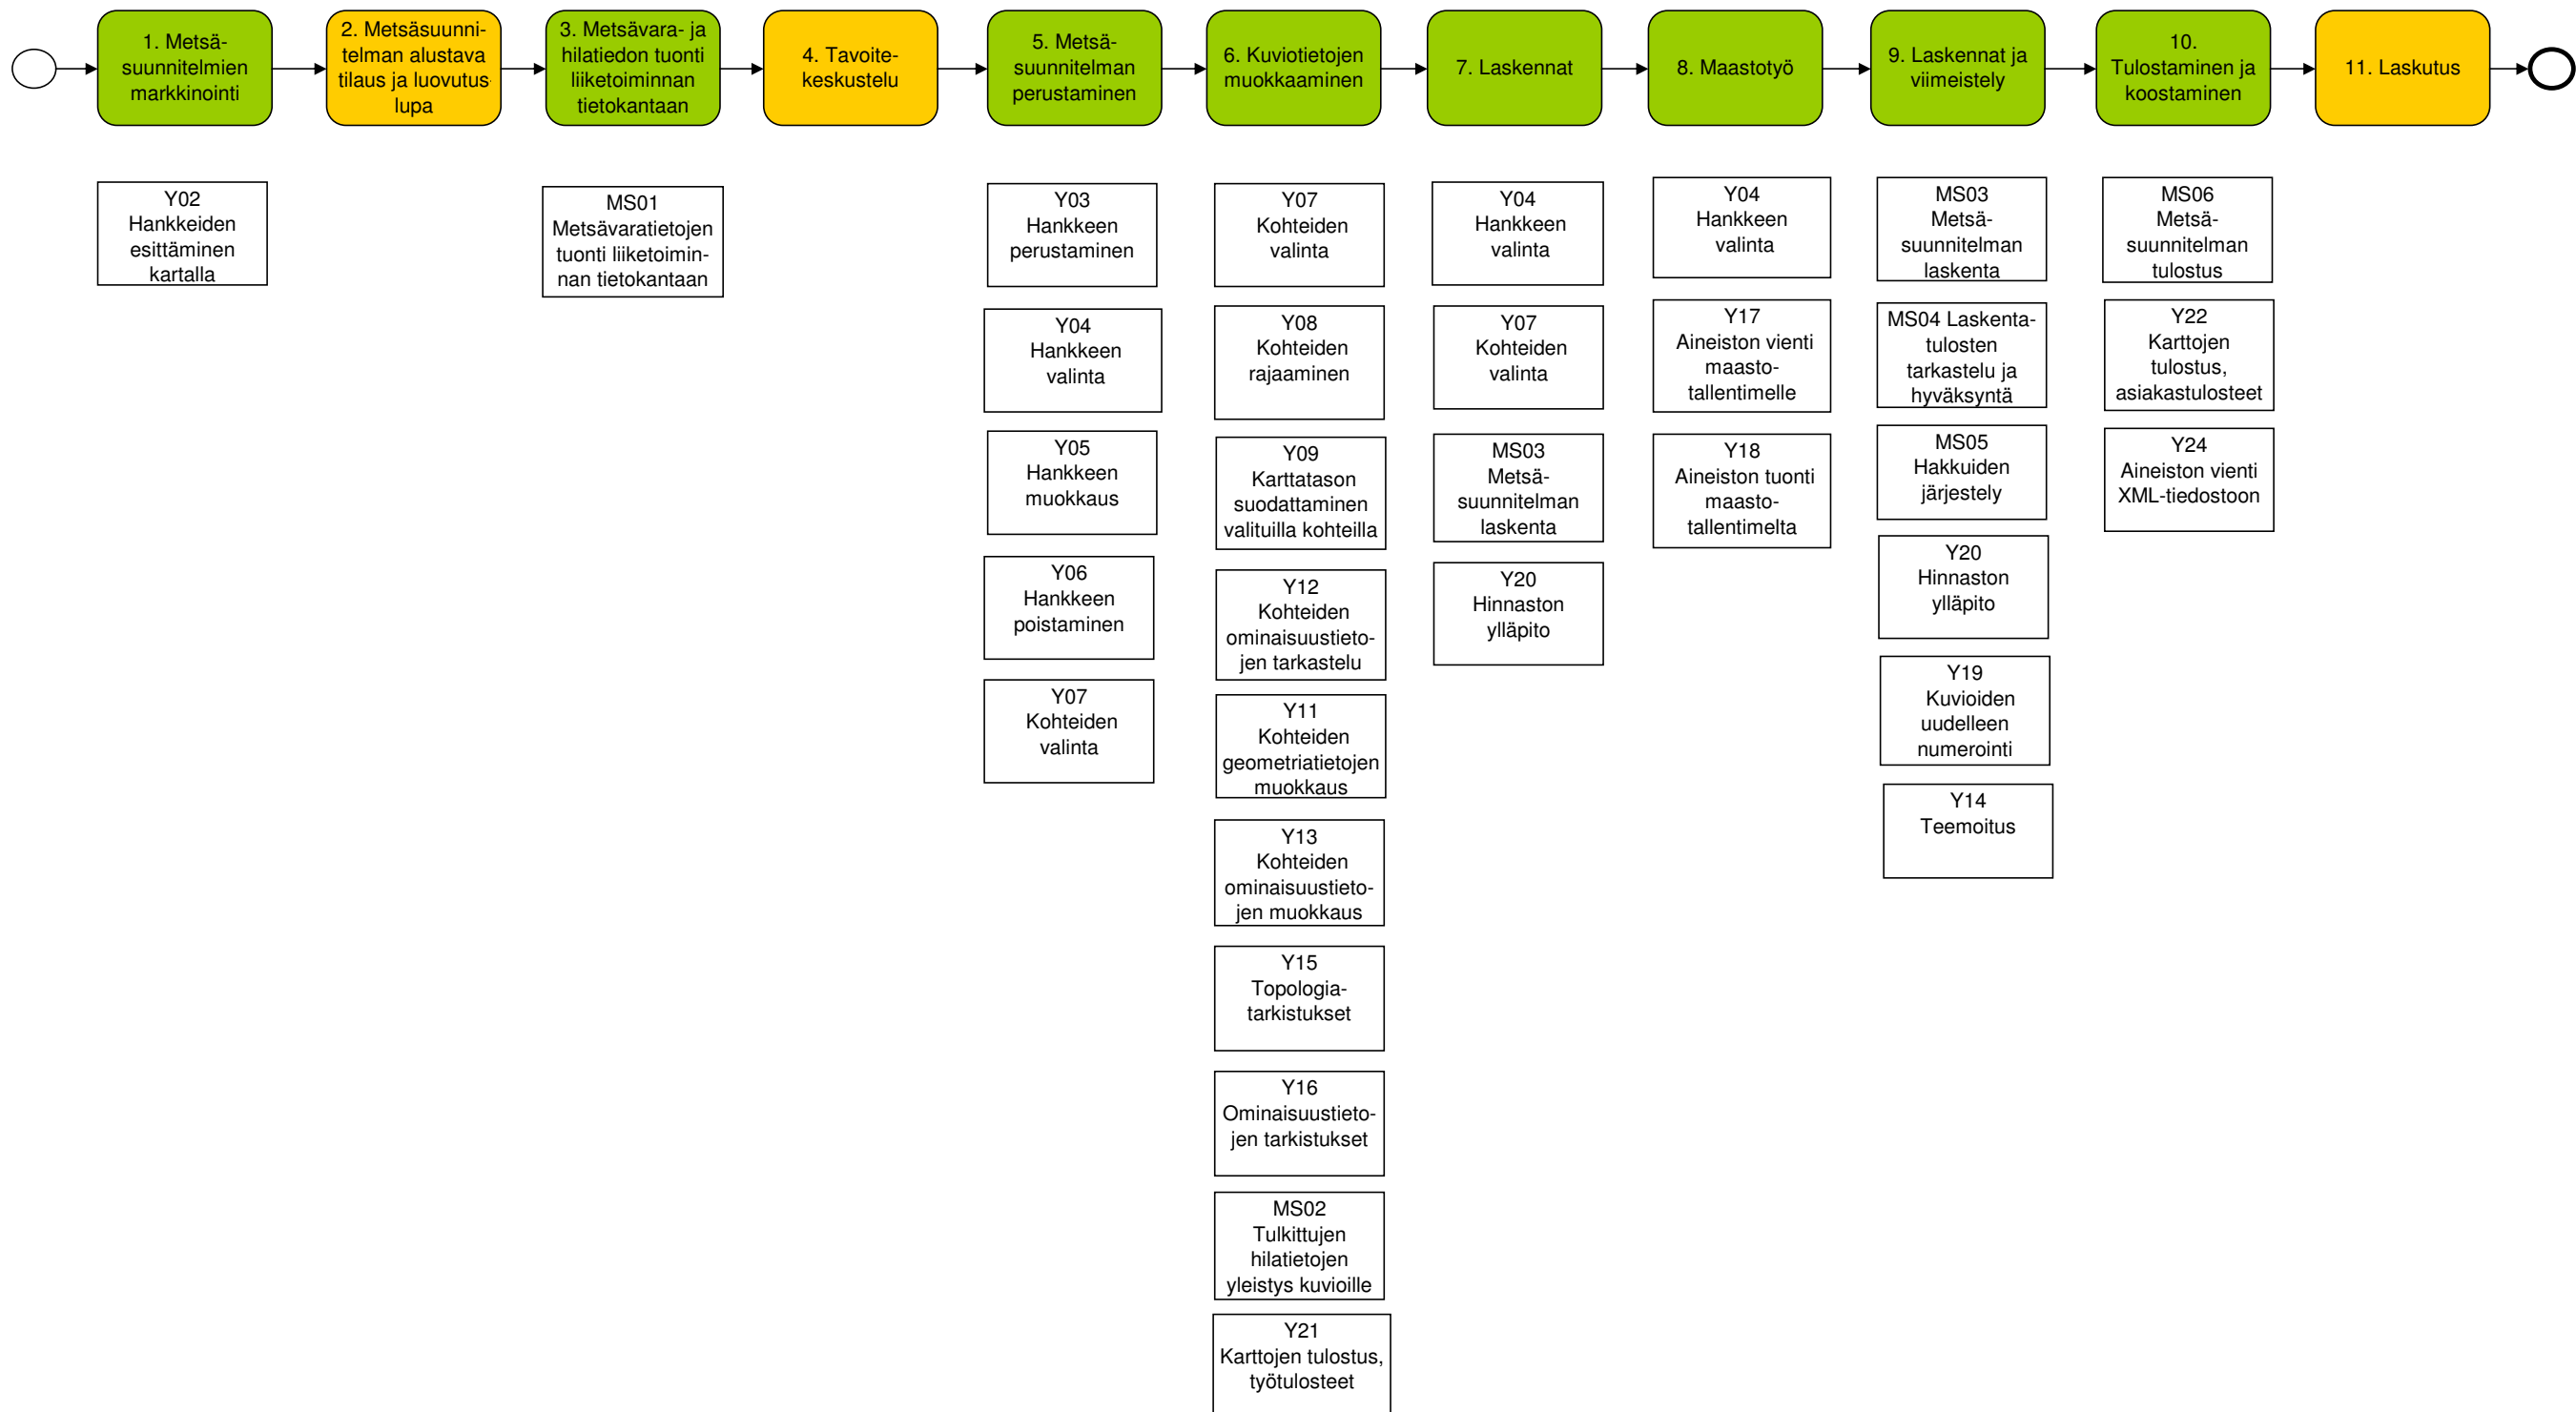 1. Metsä-
suunnitelmien
markkinointi
2. Metsäsuunni-
telman alustava
tilaus ja luovutus-
lupa
3. Metsävara- ja
hilatiedon tuonti
liiketoiminnan
tietokantaan
4. Tavoite-
keskustelu
5. Metsä-
suunnitelman
perustaminen
6. Kuviotietojen
muokkaaminen
7. Laskennat
8. Maastotyö
9. Laskennat ja
viimeistely
10.
Tulostaminen ja
koostaminen
11. Laskutus
Y02
Hankkeiden
esittäminen
kartalla
MS01
Metsävaratietojen
tuonti liiketoimin-
nan tietokantaan
Y03
Hankkeen
perustaminen
Y04
Hankkeen
valinta
Y05
Hankkeen
muokkaus
Y06
Hankkeen
poistaminen
Y07
Kohteiden
valinta
Y07
Kohteiden
valinta
Y08
Kohteiden
rajaaminen
Y09
Karttatason
suodattaminen
valituilla kohteilla
Y12
Kohteiden
ominaisuustieto-
jen tarkastelu
Y11
Kohteiden
geometriatietojen
muokkaus
Y13
Kohteiden
ominaisuustieto-
jen muokkaus
Y15
Topologia-
tarkistukset
Y16
Ominaisuustieto-
jen tarkistukset
MS02
Tulkittujen
hilatietojen
yleistys kuvioille
Y21
Karttojen tulostus,
työtulosteet
Y04
Hankkeen
valinta
Y07
Kohteiden
valinta
MS03
Metsä-
suunnitelman
laskenta
Y20
Hinnaston
ylläpito
Y04
Hankkeen
valinta
Y17
Aineiston vienti
maasto-
tallentimelle
Y18
Aineiston tuonti
maasto-
tallentimelta
MS03
Metsä-
suunnitelman
laskenta
MS04 Laskenta-
tulosten
tarkastelu ja
hyväksyntä
MS05
Hakkuiden
järjestely
Y20
Hinnaston
ylläpito
Y19
Kuvioiden
uudelleen
numerointi
Y14
Teemoitus
MS06
Metsä-
suunnitelman
tulostus
Y22
Karttojen
tulostus,
asiakastulosteet
Y24
Aineiston vienti
XML-tiedostoon